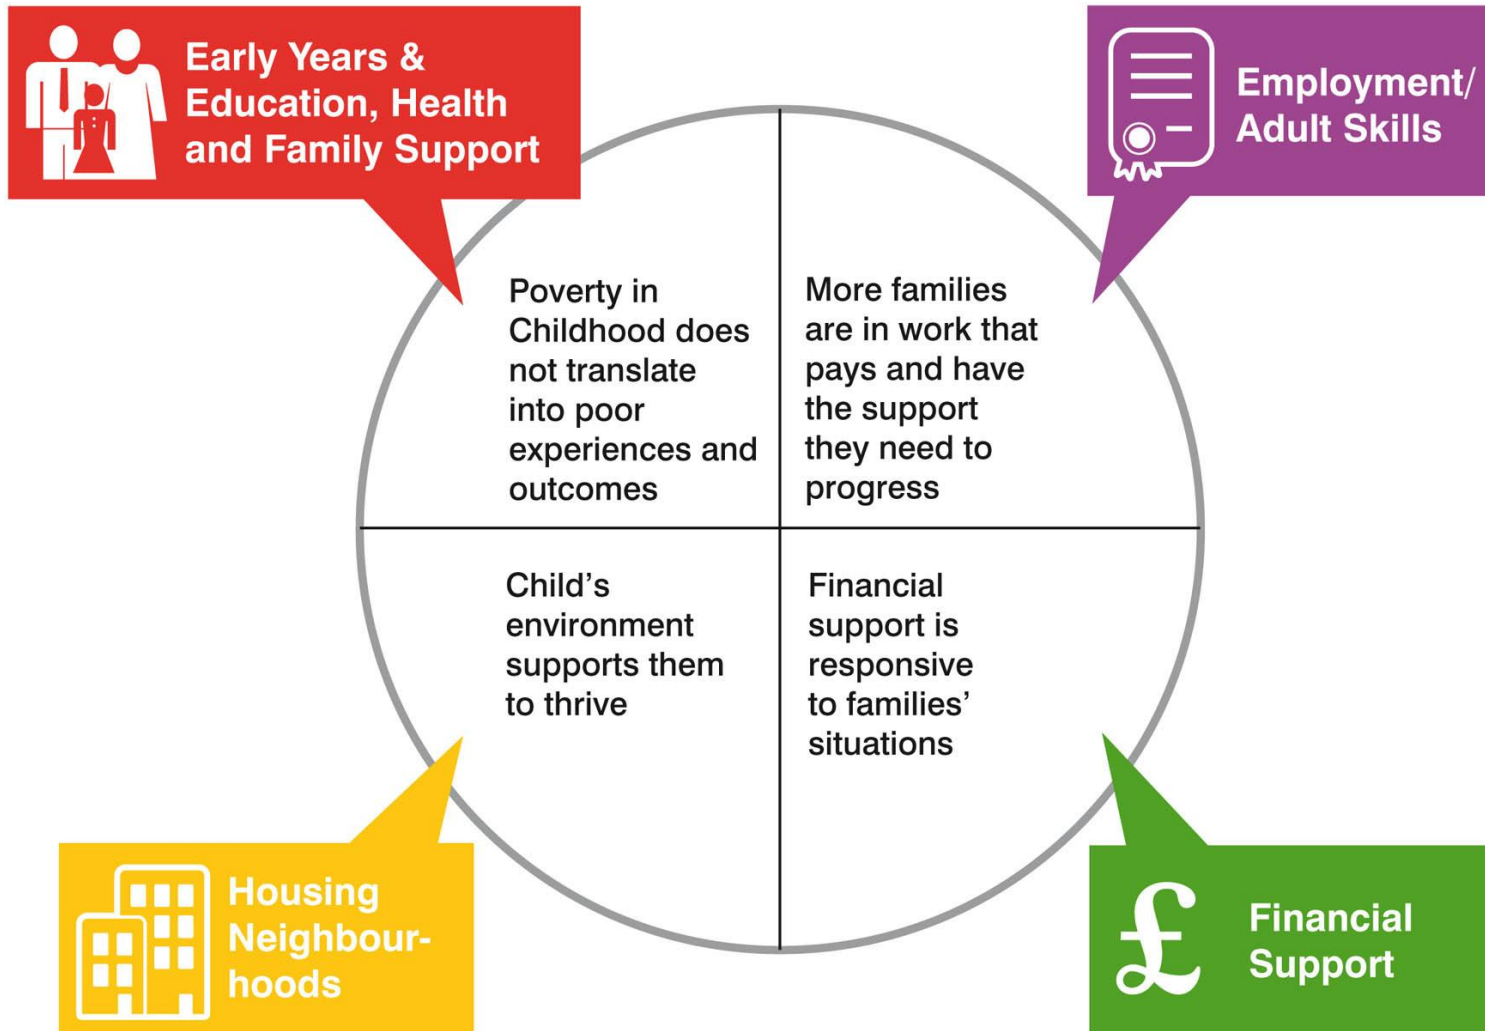 Early Years &
Education, Health
and Family Support
Employment/
Adult Skills
Poverty in
Childhood does
not translate
into poor
experiences and
outcomes
More families
are in work that
pays and have
the support
they need to
progress
Child’s
environment
supports them
to thrive
Financial
support is
responsive
to families’
situations
Housing
Neighbour-
hoods
£
Financial
Support